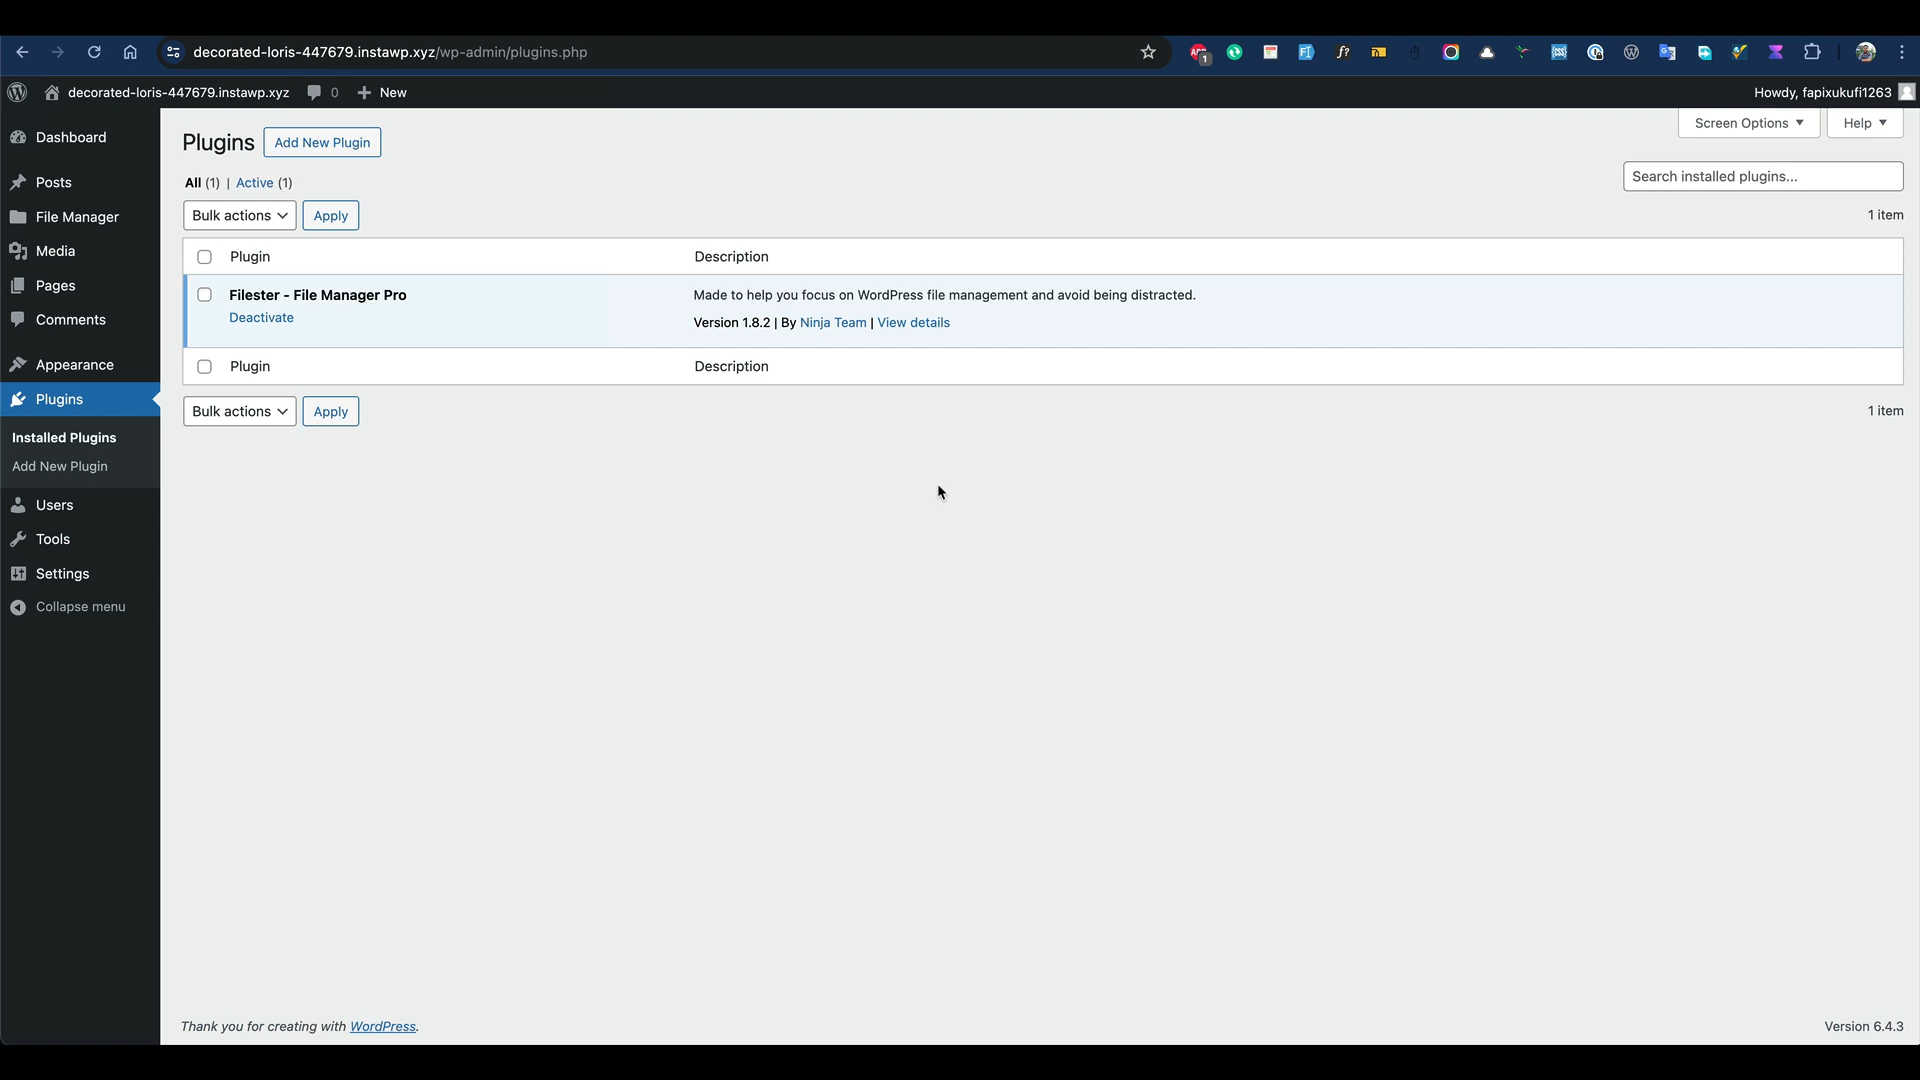 decorated-loris-447679.instawp.xyz/wp-admin/plugins.php
1
decorated-loris-447679.instawp.xyz 0 New Howdy, fapixukufi1263
Screen Options Help
Dashboard
Posts
File Manager
Media
Pages
Comments
Appearance
Plugins
Installed Plugins
Add New Plugin
Users
Tools
Settings
Collapse menu
Plugins Add New Plugin
All (1) | Active (1)
Search installed plugins...
Bulk actions Apply 1 item
Plugin Description
Filester - File Manager Pro Made to help you focus on WordPress file management and avoid being distracted.
Deactivate Version 1.8.2 | By Ninja Team | View details
Plugin Description
Bulk actions Apply 1 item
Thank you for creating with WordPress. Version 6.4.3